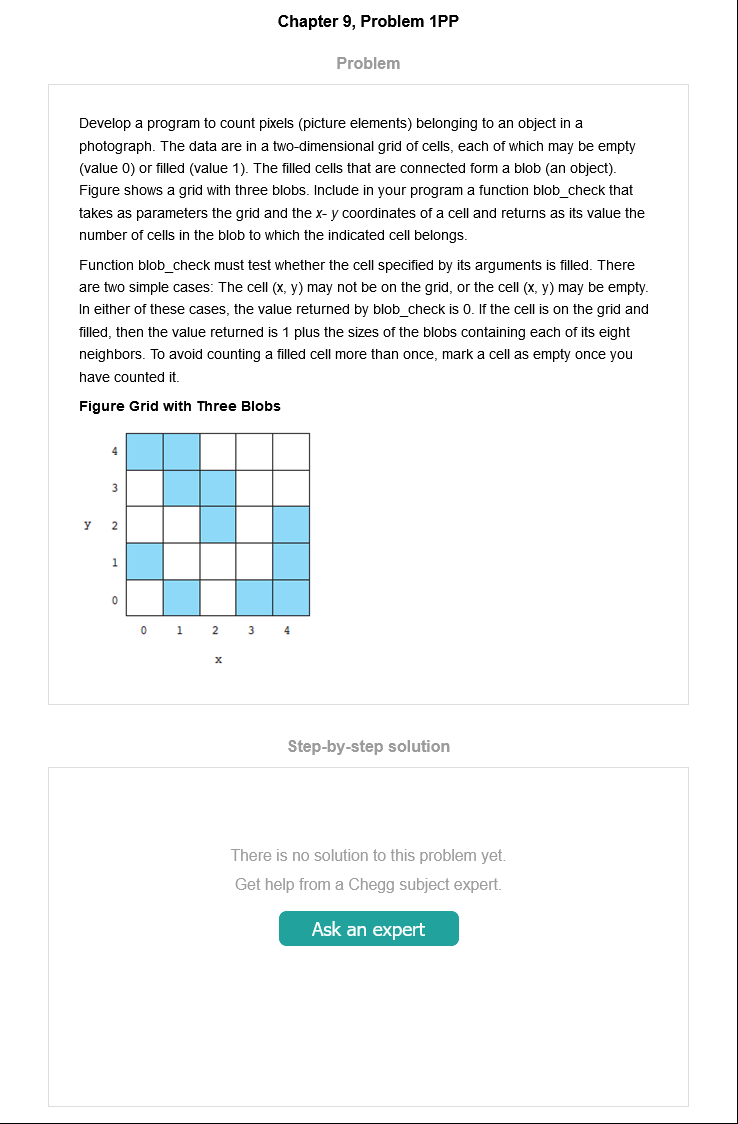 Chapter 9, Problem 1PP
Problem
Develop a program to count pixels (picture elements) belonging to an object in a
photograph. The data are in a two-dimensional grid of cells, each of which may be empty
(value 0) or filled (value 1). The filled cells that are connected form a blob (an object).
Figure shows a grid with three blobs. Include in your program a function blob_check that
takes as parameters the grid and the x- y coordinates of a cell and returns as its value the
number of cells in the blob to which the indicated cell belongs.
Function blob_check must test whether the cell specified by its arguments is filled. There
are two simple cases: The cell (x, y) may not be on the grid, or the cell (x, y) may be empty.
In either of these cases, the value returned by blob_check is 0. If the cell is on the grid and
filled, then the value returned is 1 plus the sizes of the blobs containing each of its eight
neighbors. To avoid counting a filled cell more than once, mark a cell as empty once you
have counted it.
Figure Grid with Three Blobs
4
3
y 2
1
0
0 1 2 3 4
x
Step-by-step solution
There is no solution to this problem yet.
Get help from a Chegg subject expert.
Ask an expert